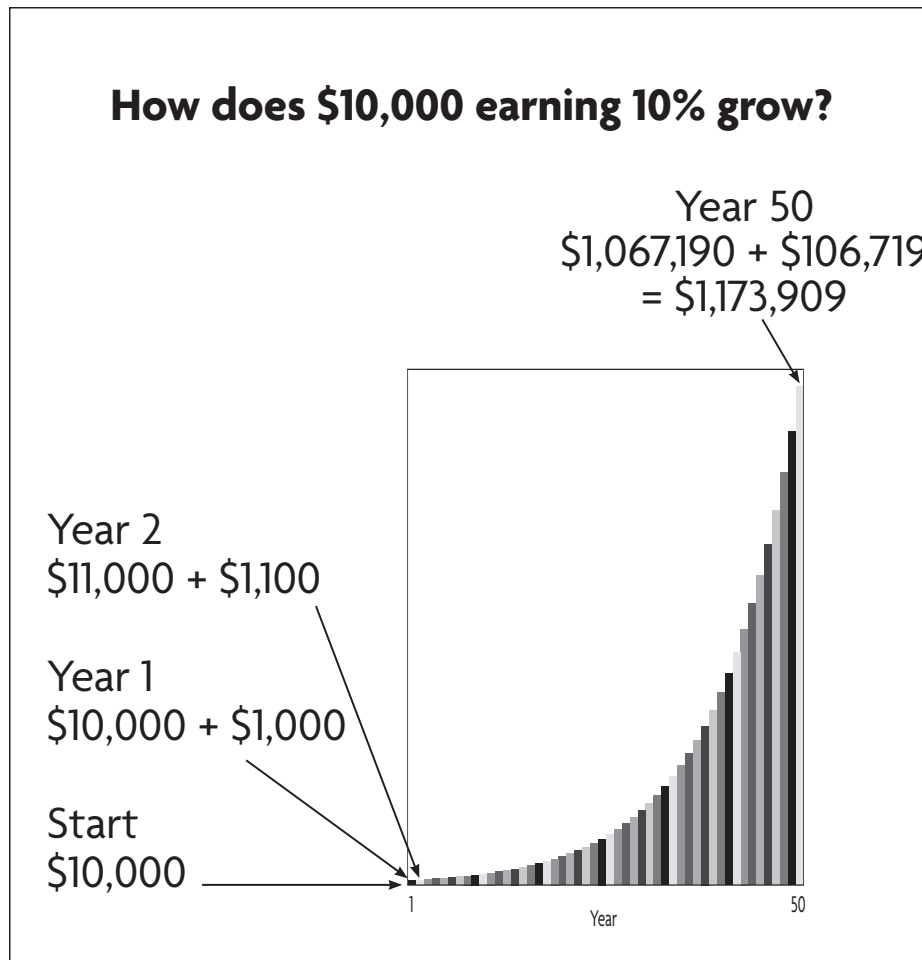 How does $10,000 earning 10% grow?
Year 50
$1,067,190 + $106,719
= $1,173,909
Year 2
$11,000 + $1,100
Year 1
$10,000 + $1,000
Start
$10,000
1
50
Year